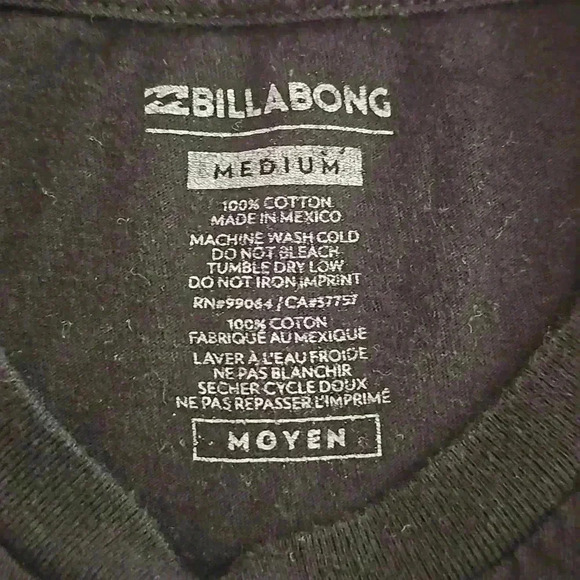 BILLABONG
MEDIUM
100% COTTON
MADE IN MEXICO
MACHINE WASH COLD
DO NOT BLEACH
TUMBLE DRY LOW
DO NOT IRON IMPRINT
RN#99064 / CA#37757
100% COTON
FABRIQUÉ AU MEXIQUE
LAVER À L'EAU FROIDE
NE PAS BLANCHIR
SECHER CYCLE DOUX
NE PAS REPASSER L'IMPRIMÉ
MOYEN